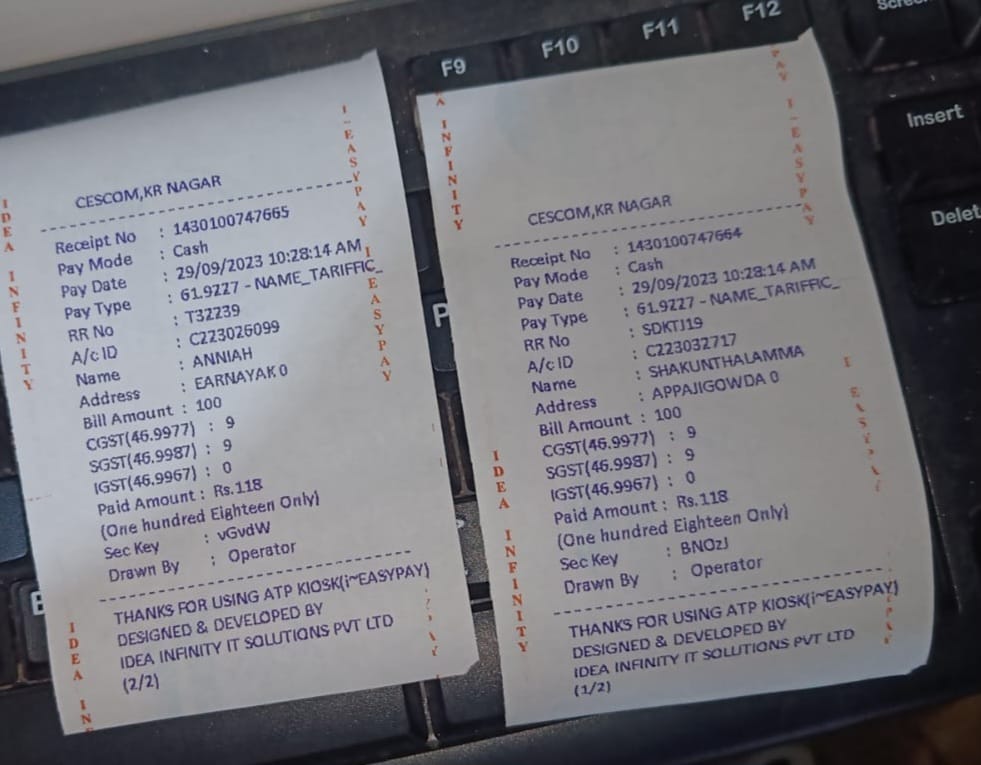 F9
F10
F11
F12
Insert
IDEA INFINITY
I~EASYPAY
I EASYPAY
CESCOM,KR NAGAR
Receipt No : 1430100747665
Pay Mode : Cash
Pay Date : 29/09/2023 10:28:14 AM
Pay Type : 61.9227 - NAME_TARIFFIC_
RR No : T32239
A/c ID : C223026099
Name : ANNIAH
Address : EARNAYAK 0
Bill Amount : 100
CGST(46.9977) : 9
SGST(46.9987) : 9
IGST(46.9967) : 0
Paid Amount : Rs.118
(One hundred Eighteen Only)
Sec Key : vGvdW
Drawn By : Operator
THANKS FOR USING ATP KIOSK(i~EASYPAY)
DESIGNED & DEVELOPED BY
IDEA INFINITY IT SOLUTIONS PVT LTD
(2/2)
IDEA IN
INFINITY
PAY I~EASYPAY
CESCOM,KR NAGAR
Receipt No : 1430100747664
Pay Mode : Cash
Pay Date : 29/09/2023 10:28:14 AM
Pay Type : 61.9227 - NAME_TARIFFIC_
RR No : SDKTJ19
A/c ID : C223032717
Name : SHAKUNTHALAMMA
Address : APPAJIGOWDA 0
Bill Amount : 100
CGST(46.9977) : 9
SGST(46.9987) : 9
IGST(46.9967) : 0
Paid Amount : Rs.118
(One hundred Eighteen Only)
Sec Key : BNOzJ
Drawn By : Operator
THANKS FOR USING ATP KIOSK(i~EASYPAY)
DESIGNED & DEVELOPED BY
IDEA INFINITY IT SOLUTIONS PVT LTD
(1/2)
IDEA INFINITY